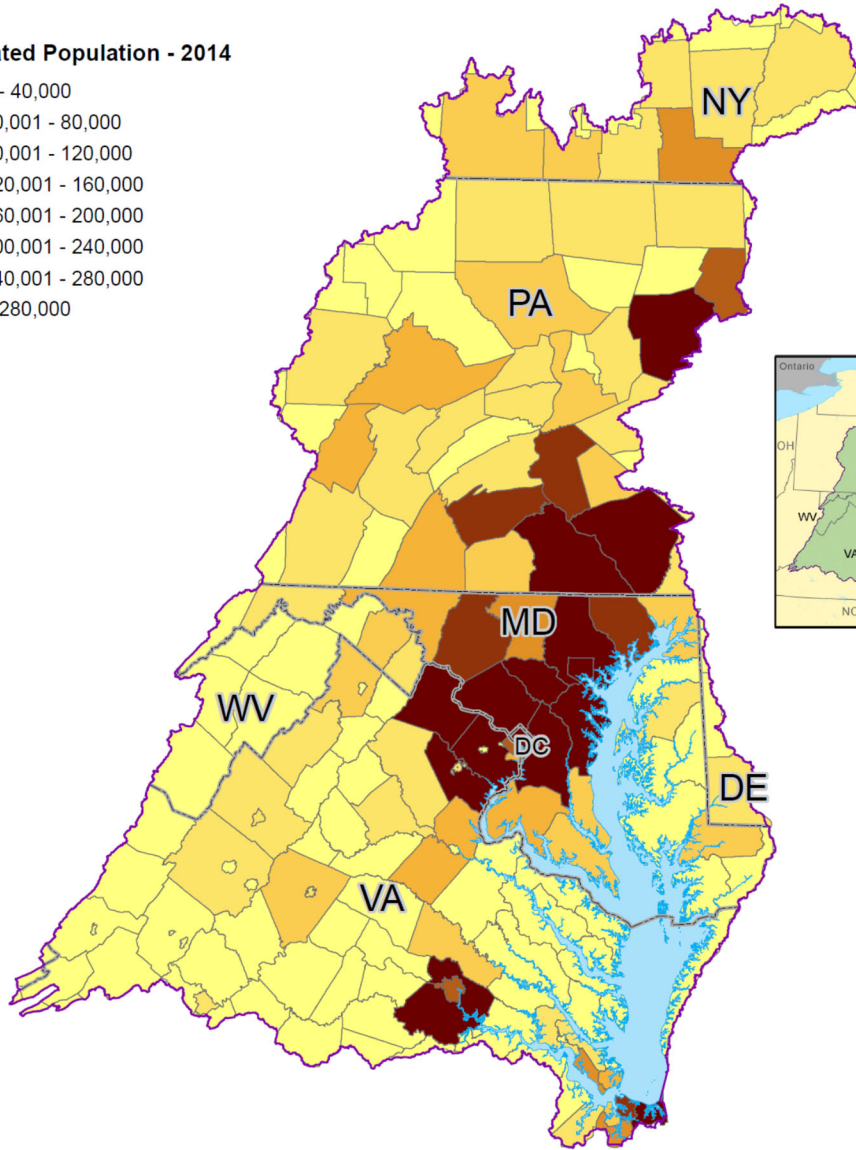 ated Population - 2014
- 40,000
0,001 - 80,000
0,001 - 120,000
20,001 - 160,000
60,001 - 200,000
00,001 - 240,000
40,001 - 280,000
280,000
NY
PA
Ontario
OH
WV
VA
NC
MD
WV
DC
DE
VA